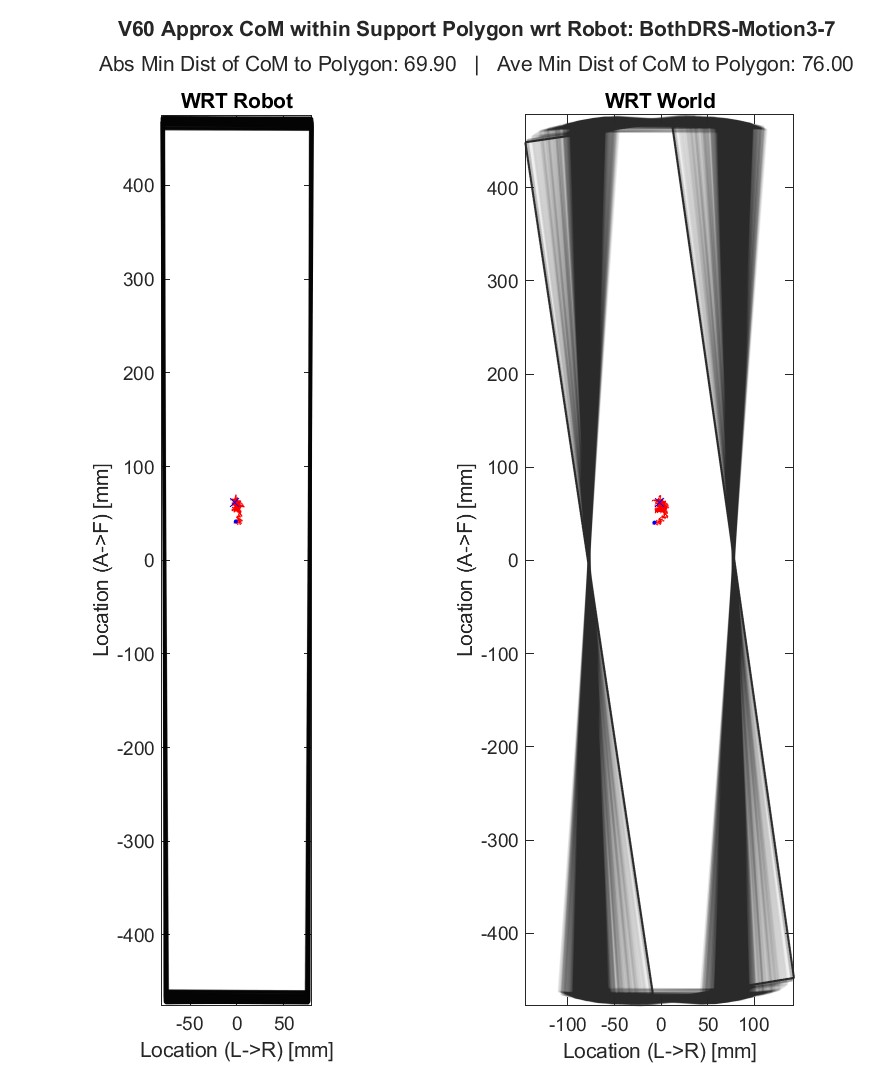 V60 Approx CoM within Support Polygon wrt Robot: BothDRS-Motion3-7
Abs Min Dist of CoM to Polygon: 69.90 | Ave Min Dist of CoM to Polygon: 76.00
WRT Robot
400
300
200
100
0
-100
-200
-300
-400
Location (A->F) [mm]
-50 0 50
Location (L->R) [mm]
WRT World
400
300
200
100
0
-100
-200
-300
-400
Location (A->F) [mm]
-100 -50 0 50 100
Location (L->R) [mm]